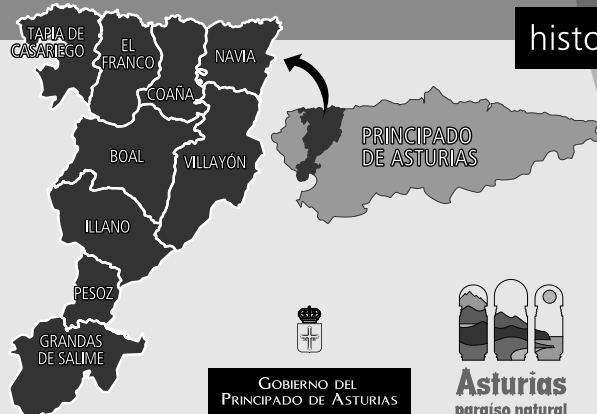 TAPIA DE
CASARIEGO
EL
FRANCO
COAÑA
NAVIA
histo
PRINCIPADO
DE ASTURIAS
BOAL
VILLAYÓN
ILLANO
PESOZ
GRANDAS
DE SALIME
GOBIERNO DEL
PRINCIPADO DE ASTURIAS
Asturias
paraíso natural